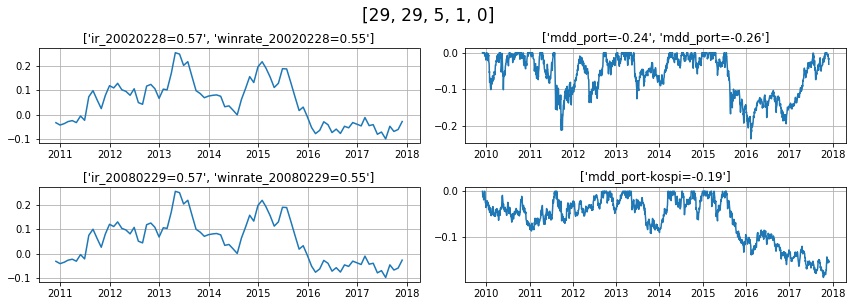 [29, 29, 5, 1, 0]
['ir_20020228=0.57', 'winrate_20020228=0.55']
0.2
0.1
0.0
−0.1
2011 2012 2013 2014 2015 2016 2017 2018
['mdd_port=-0.24', 'mdd_port=-0.26']
0.0
−0.1
−0.2
2010 2011 2012 2013 2014 2015 2016 2017 2018
['ir_20080229=0.57', 'winrate_20080229=0.55']
0.2
0.1
0.0
−0.1
2011 2012 2013 2014 2015 2016 2017 2018
['mdd_port-kospi=-0.19']
0.0
−0.1
2010 2011 2012 2013 2014 2015 2016 2017 2018